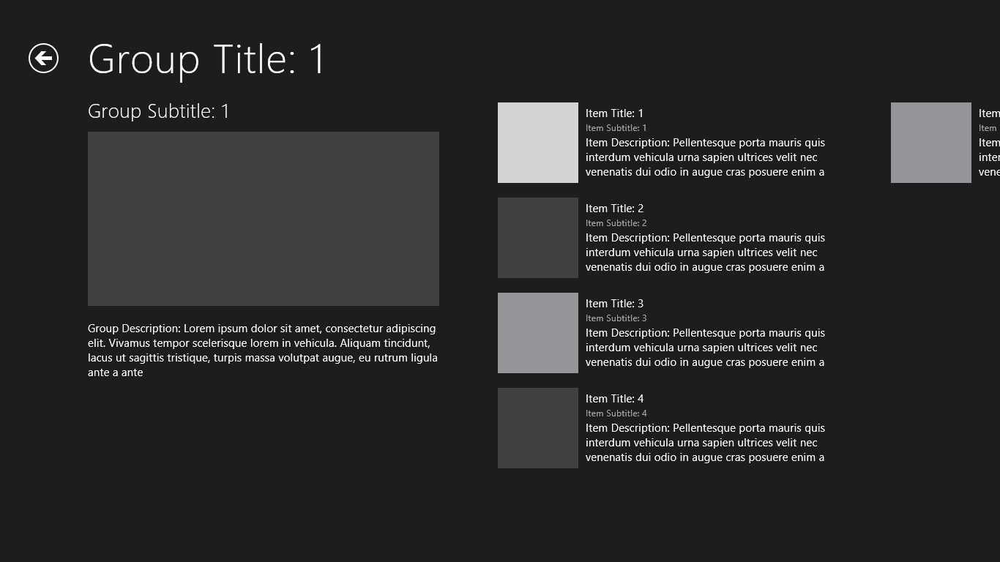 Group Title: 1
Group Subtitle: 1
Group Description: Lorem ipsum dolor sit amet, consectetur adipiscing
elit. Vivamus tempor scelerisque lorem in vehicula. Aliquam tincidunt,
lacus ut sagittis tristique, turpis massa volutpat augue, eu rutrum ligula
ante a ante
Item Title: 1
Item Subtitle: 1
Item Description: Pellentesque porta mauris quis
interdum vehicula urna sapien ultrices velit nec
venenatis dui odio in augue cras posuere enim a
Item Title: 2
Item Subtitle: 2
Item Description: Pellentesque porta mauris quis
interdum vehicula urna sapien ultrices velit nec
venenatis dui odio in augue cras posuere enim a
Item Title: 3
Item Subtitle: 3
Item Description: Pellentesque porta mauris quis
interdum vehicula urna sapien ultrices velit nec
venenatis dui odio in augue cras posuere enim a
Item Title: 4
Item Subtitle: 4
Item Description: Pellentesque porta mauris quis
interdum vehicula urna sapien ultrices velit nec
venenatis dui odio in augue cras posuere enim a
Item
Item
Item